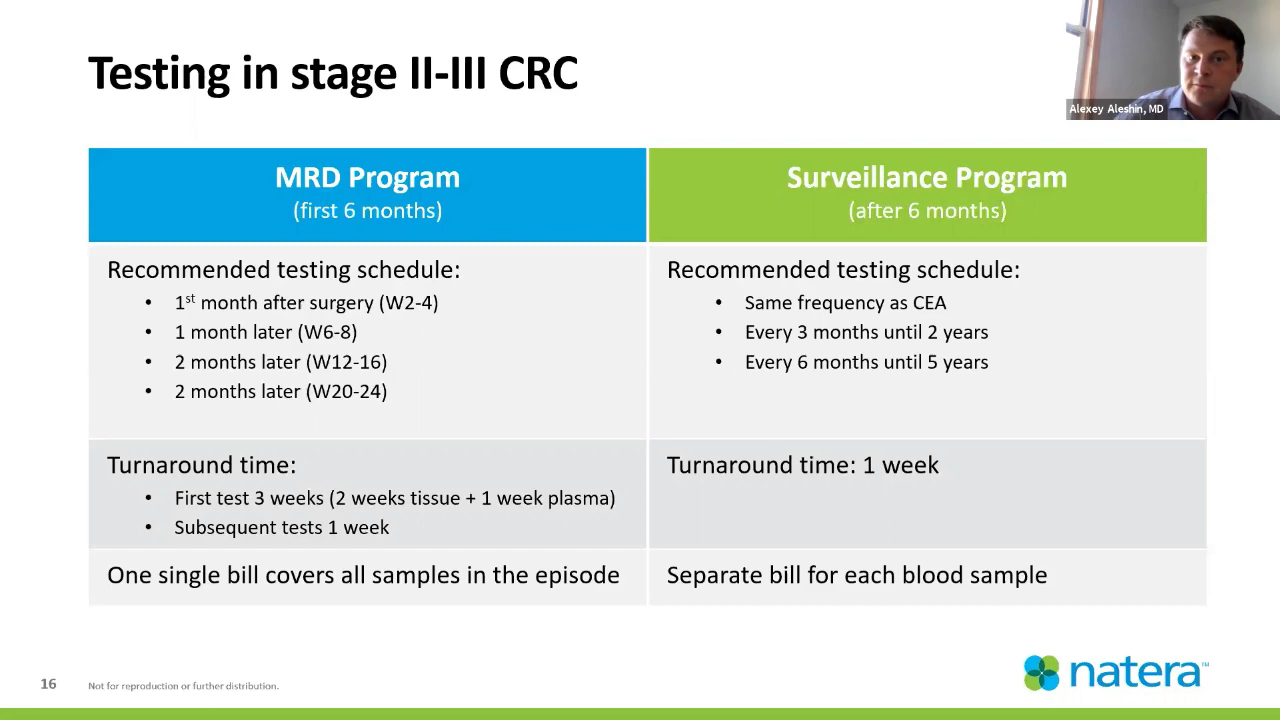 Testing in stage II-III CRC
Alexey Aleshin, MD
MRD Program
(first 6 months)
Surveillance Program
(after 6 months)
Recommended testing schedule:
• 1st month after surgery (W2-4)
• 1 month later (W6-8)
• 2 months later (W12-16)
• 2 months later (W20-24)
Recommended testing schedule:
• Same frequency as CEA
• Every 3 months until 2 years
• Every 6 months until 5 years
Turnaround time:
• First test 3 weeks (2 weeks tissue + 1 week plasma)
• Subsequent tests 1 week
Turnaround time: 1 week
One single bill covers all samples in the episode
Separate bill for each blood sample
16
Not for reproduction or further distribution.
natera™